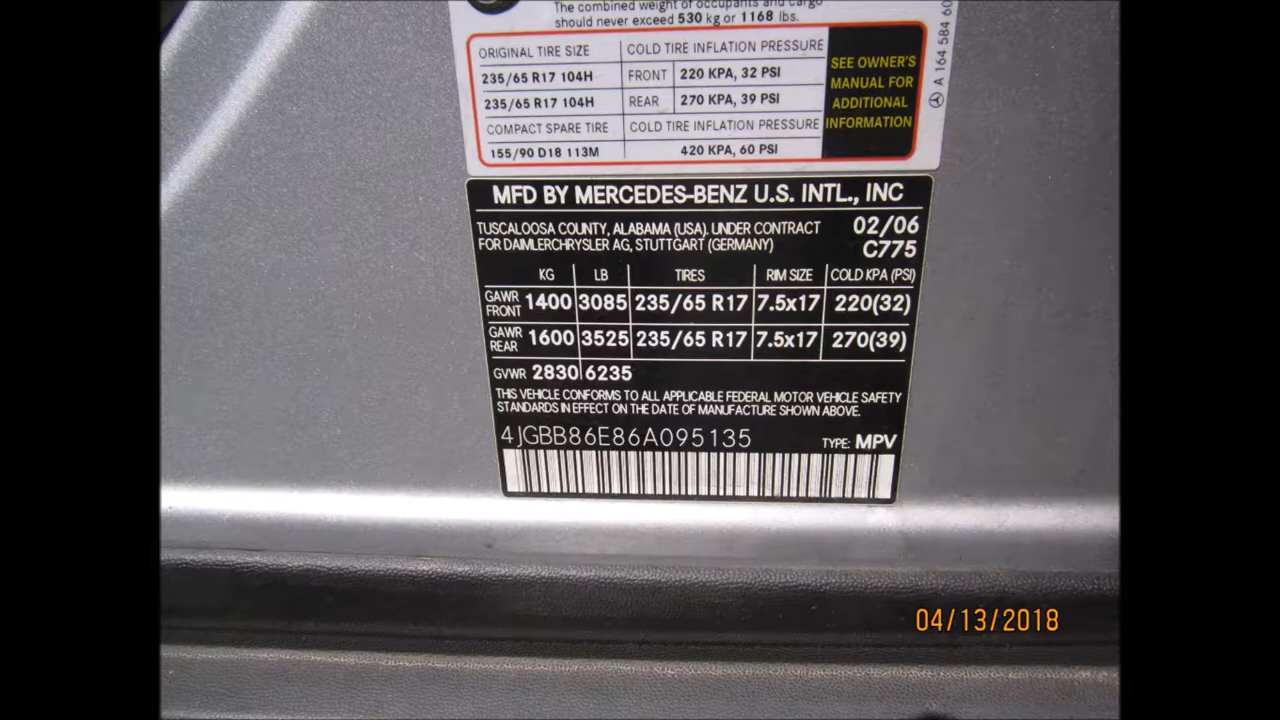 The combined weight of occupants and cargo
should never exceed 530 kg or 1168 lbs.
ORIGINAL TIRE SIZE COLD TIRE INFLATION PRESSURE
235/65 R17 104H FRONT 220 KPA, 32 PSI
235/65 R17 104H REAR 270 KPA, 39 PSI
COMPACT SPARE TIRE COLD TIRE INFLATION PRESSURE
155/90 D18 113M 420 KPA, 60 PSI
SEE OWNER'S
MANUAL FOR
ADDITIONAL
INFORMATION
A 164 584 60
MFD BY MERCEDES-BENZ U.S. INTL., INC
TUSCALOOSA COUNTY, ALABAMA (USA). UNDER CONTRACT 02/06
FOR DAIMLERCHRYSLER AG, STUTTGART (GERMANY) C775
KG LB TIRES RIM SIZE COLD KPA (PSI)
GAWR FRONT 1400 3085 235/65 R17 7.5x17 220(32)
GAWR REAR 1600 3525 235/65 R17 7.5x17 270(39)
GVWR 2830 6235
THIS VEHICLE CONFORMS TO ALL APPLICABLE FEDERAL MOTOR VEHICLE SAFETY
STANDARDS IN EFFECT ON THE DATE OF MANUFACTURE SHOWN ABOVE.
4JGBB86E86A095135 TYPE: MPV
04/13/2018